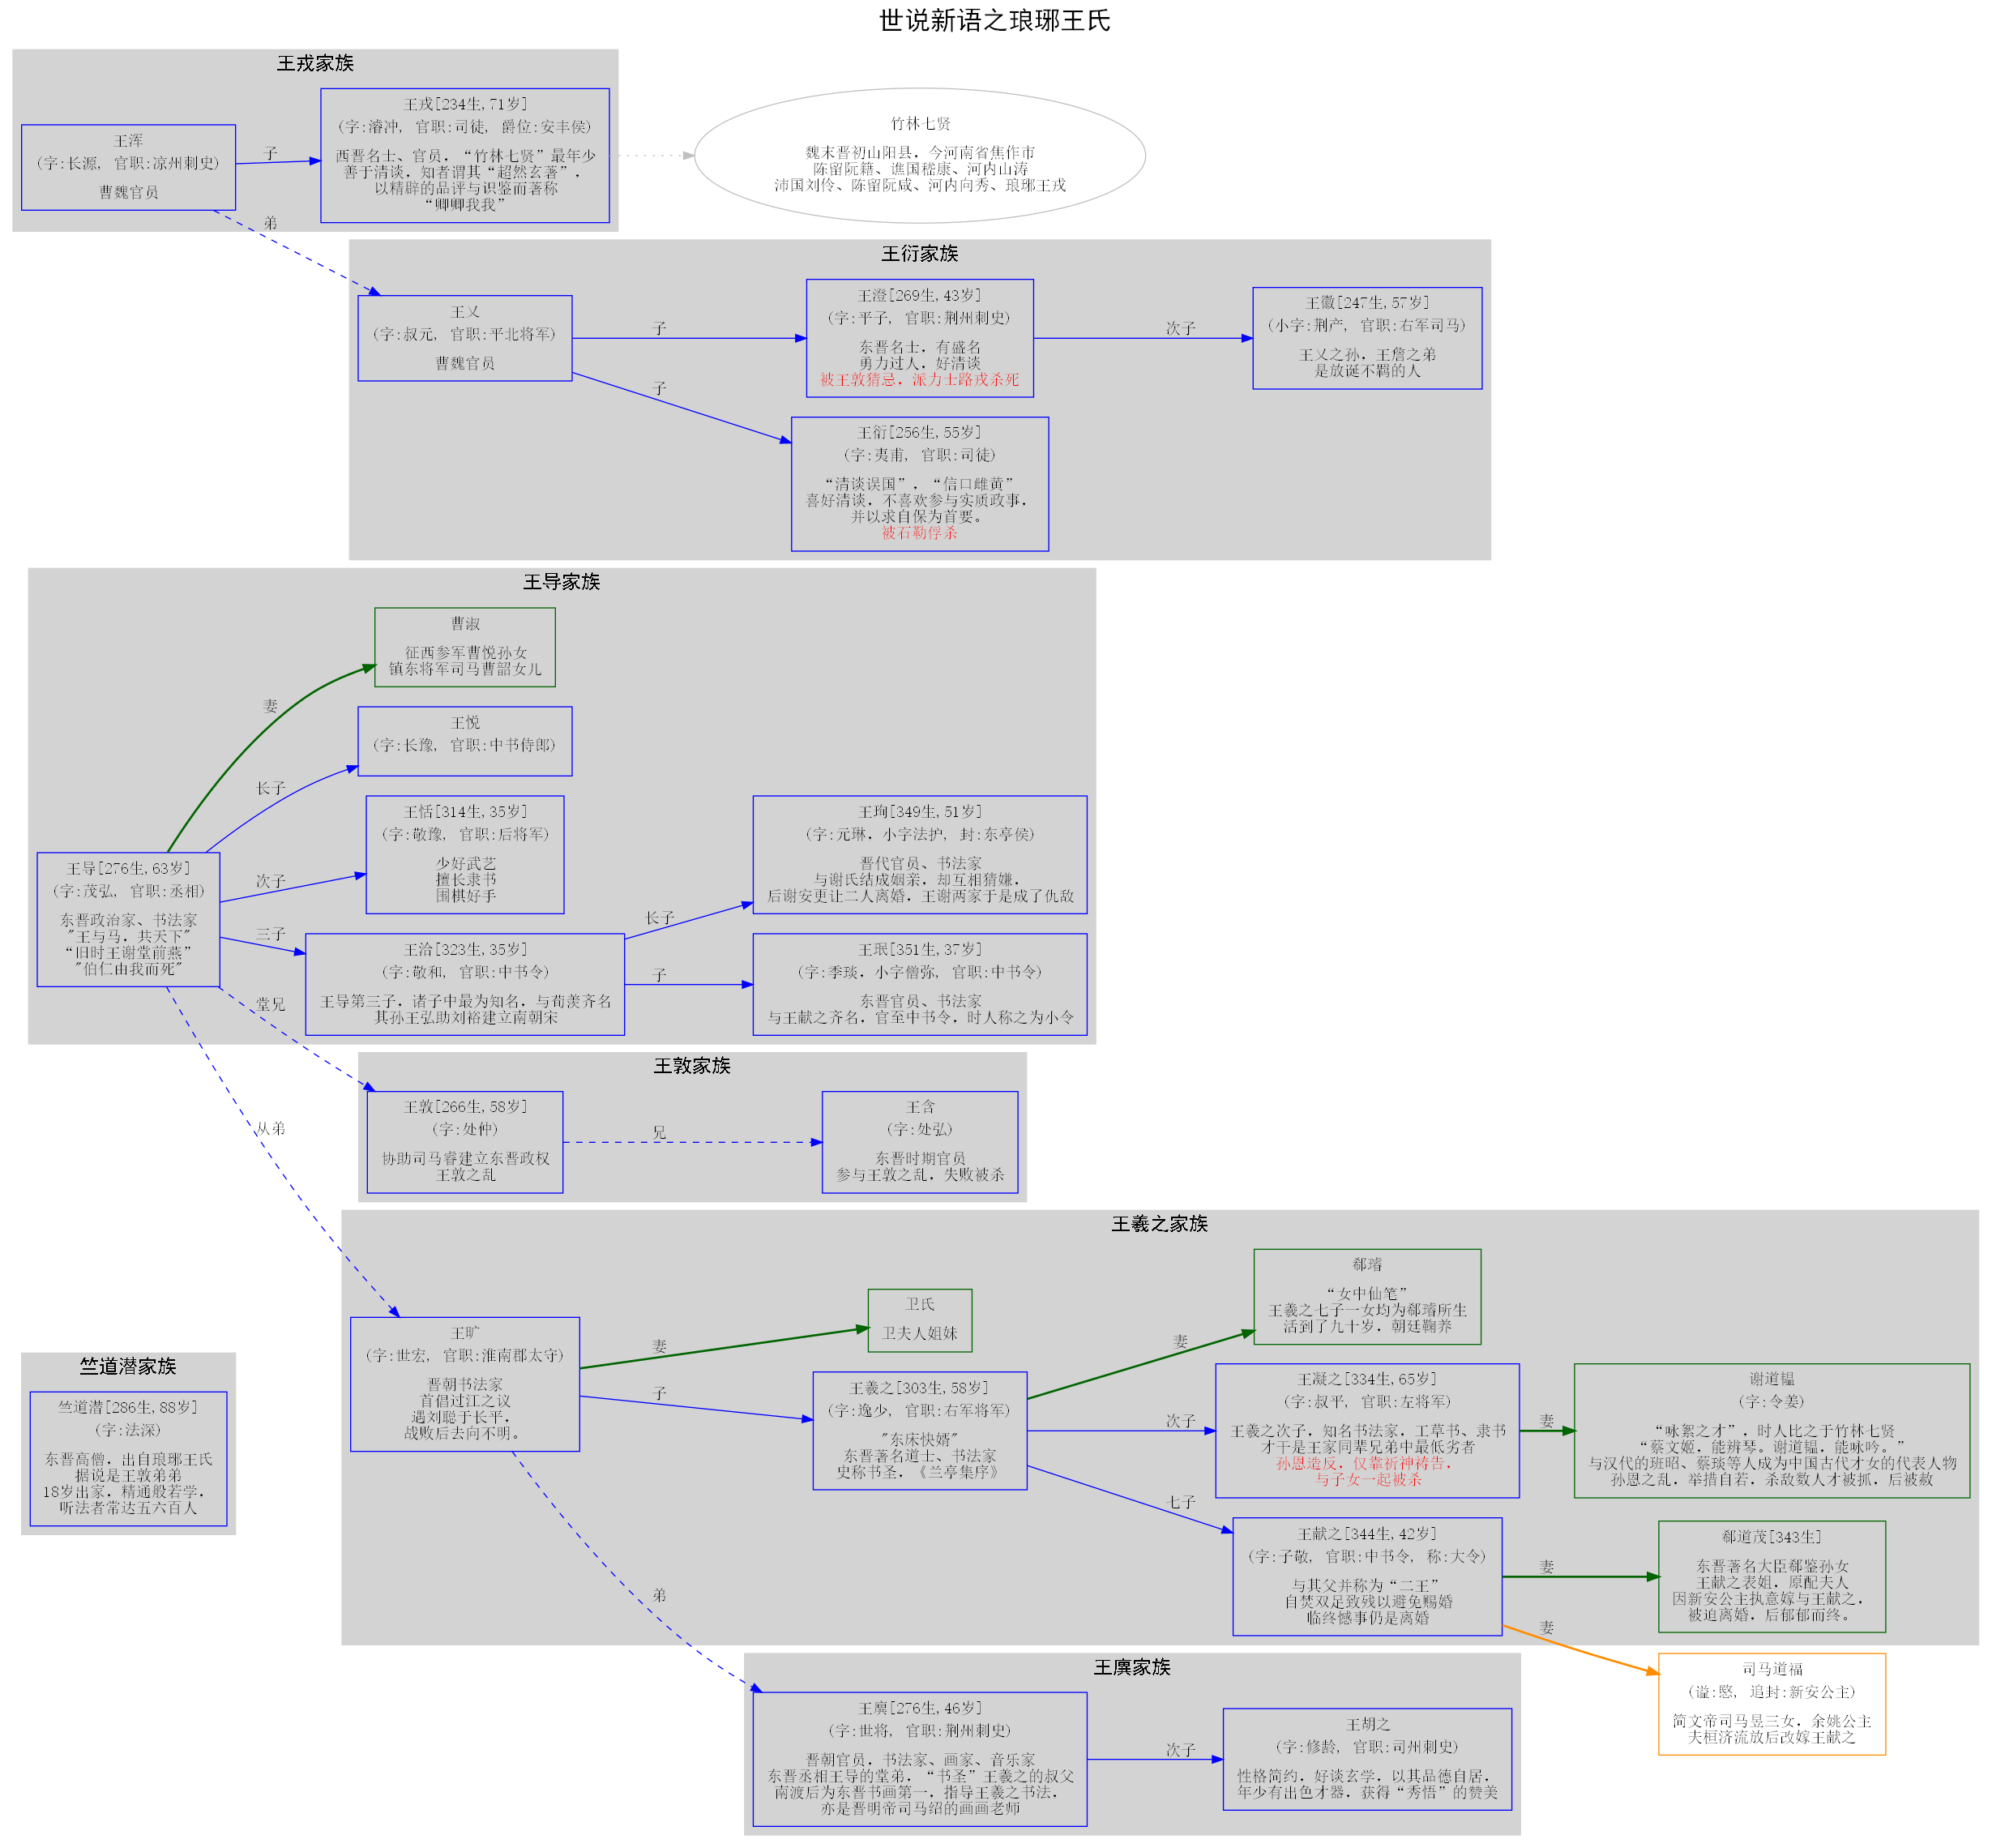 世说新语之琅琊王氏
王戎家族
王浑
(字:长源, 官职:凉州刺史)
曹魏官员
子
王戎[234生,71岁]
(字:濬冲, 官职:司徒, 爵位:安丰侯)
西晋名士、官员，“竹林七贤”最年少
善于清谈，知者谓其“超然玄著”，
以精辟的品评与识鉴而著称
“卿卿我我”
竹林七贤
魏末晋初山阳县，今河南省焦作市
陈留阮籍、谯国嵇康、河内山涛
沛国刘伶、陈留阮咸、河内向秀、琅琊王戎
弟
王衍家族
王乂
(字:叔元, 官职:平北将军)
曹魏官员
子
王澄[269生,43岁]
(字:平子, 官职:荆州刺史)
东晋名士，有盛名
勇力过人，好清谈
被王敦猜忌，派力士路戎杀死
次子
王徽[247生,57岁]
(小字:荆产, 官职:右军司马)
王乂之孙，王詹之弟
是放诞不羁的人
子
王衍[256生,55岁]
(字:夷甫, 官职:司徒)
“清谈误国”，“信口雌黄”
喜好清谈，不喜欢参与实质政事，
并以求自保为首要。
被石勒俘杀
王导家族
王导[276生,63岁]
(字:茂弘, 官职:丞相)
东晋政治家、书法家
"王与马，共天下"
“旧时王谢堂前燕”
"伯仁由我而死"
妻
曹淑
征西参军曹悦孙女
镇东将军司马曹韶女儿
长子
王悦
(字:长豫, 官职:中书侍郎)
次子
王恬[314生,35岁]
(字:敬豫, 官职:后将军)
少好武艺
擅长隶书
围棋好手
三子
王洽[323生,35岁]
(字:敬和, 官职:中书令)
王导第三子，诸子中最为知名，与荀羡齐名
其孙王弘助刘裕建立南朝宋
长子
王珣[349生,51岁]
(字:元琳，小字法护, 封:东亭侯)
晋代官员、书法家
与谢氏结成姻亲，却互相猜嫌，
后谢安更让二人离婚，王谢两家于是成了仇敌
子
王珉[351生,37岁]
(字:季琰，小字僧弥, 官职:中书令)
东晋官员、书法家
与王献之齐名，官至中书令，时人称之为小令
堂兄
从弟
王敦家族
王敦[266生,58岁]
(字:处仲)
协助司马睿建立东晋政权
王敦之乱
兄
王含
(字:处弘)
东晋时期官员
参与王敦之乱，失败被杀
竺道潜家族
竺道潜[286生,88岁]
(字:法深)
东晋高僧，出自琅琊王氏
据说是王敦弟弟
18岁出家，精通般若学，
听法者常达五六百人
王羲之家族
王旷
(字:世宏, 官职:淮南郡太守)
晋朝书法家
首倡过江之议
遇刘聪于长平，
战败后去向不明。
妻
卫氏
卫夫人姐妹
子
王羲之[303生,58岁]
(字:逸少, 官职:右军将军)
"东床快婿"
东晋著名道士、书法家
史称书圣，《兰亭集序》
妻
郗璿
“女中仙笔”
王羲之七子一女均为郗璿所生
活到了九十岁，朝廷鞠养
次子
王凝之[334生,65岁]
(字:叔平, 官职:左将军)
王羲之次子，知名书法家，工草书、隶书
才干是王家同辈兄弟中最低劣者
孙恩造反，仅靠祈神祷告，
与子女一起被杀
妻
谢道韫
(字:令姜)
“咏絮之才”，时人比之于竹林七贤
“蔡文姬，能辨琴。谢道韫，能咏吟。”
与汉代的班昭、蔡琰等人成为中国古代才女的代表人物
孙恩之乱，举措自若，杀敌数人才被抓，后被赦
七子
王献之[344生,42岁]
(字:子敬, 官职:中书令, 称:大令)
与其父并称为“二王”
自焚双足致残以避免赐婚
临终憾事仍是离婚
妻
郗道茂[343生]
东晋著名大臣郗鉴孙女
王献之表姐，原配夫人
因新安公主执意嫁与王献之，
被迫离婚，后郁郁而终。
妻
司马道福
(谥:愍, 追封:新安公主)
简文帝司马昱三女，余姚公主
夫桓济流放后改嫁王献之
弟
王廙家族
王廙[276生,46岁]
(字:世将, 官职:荆州刺史)
晋朝官员，书法家、画家、音乐家
东晋丞相王导的堂弟，“书圣”王羲之的叔父
南渡后为东晋书画第一，指导王羲之书法，
亦是晋明帝司马绍的画画老师
次子
王胡之
(字:修龄, 官职:司州刺史)
性格简约，好谈玄学，以其品德自居，
年少有出色才器，获得“秀悟”的赞美